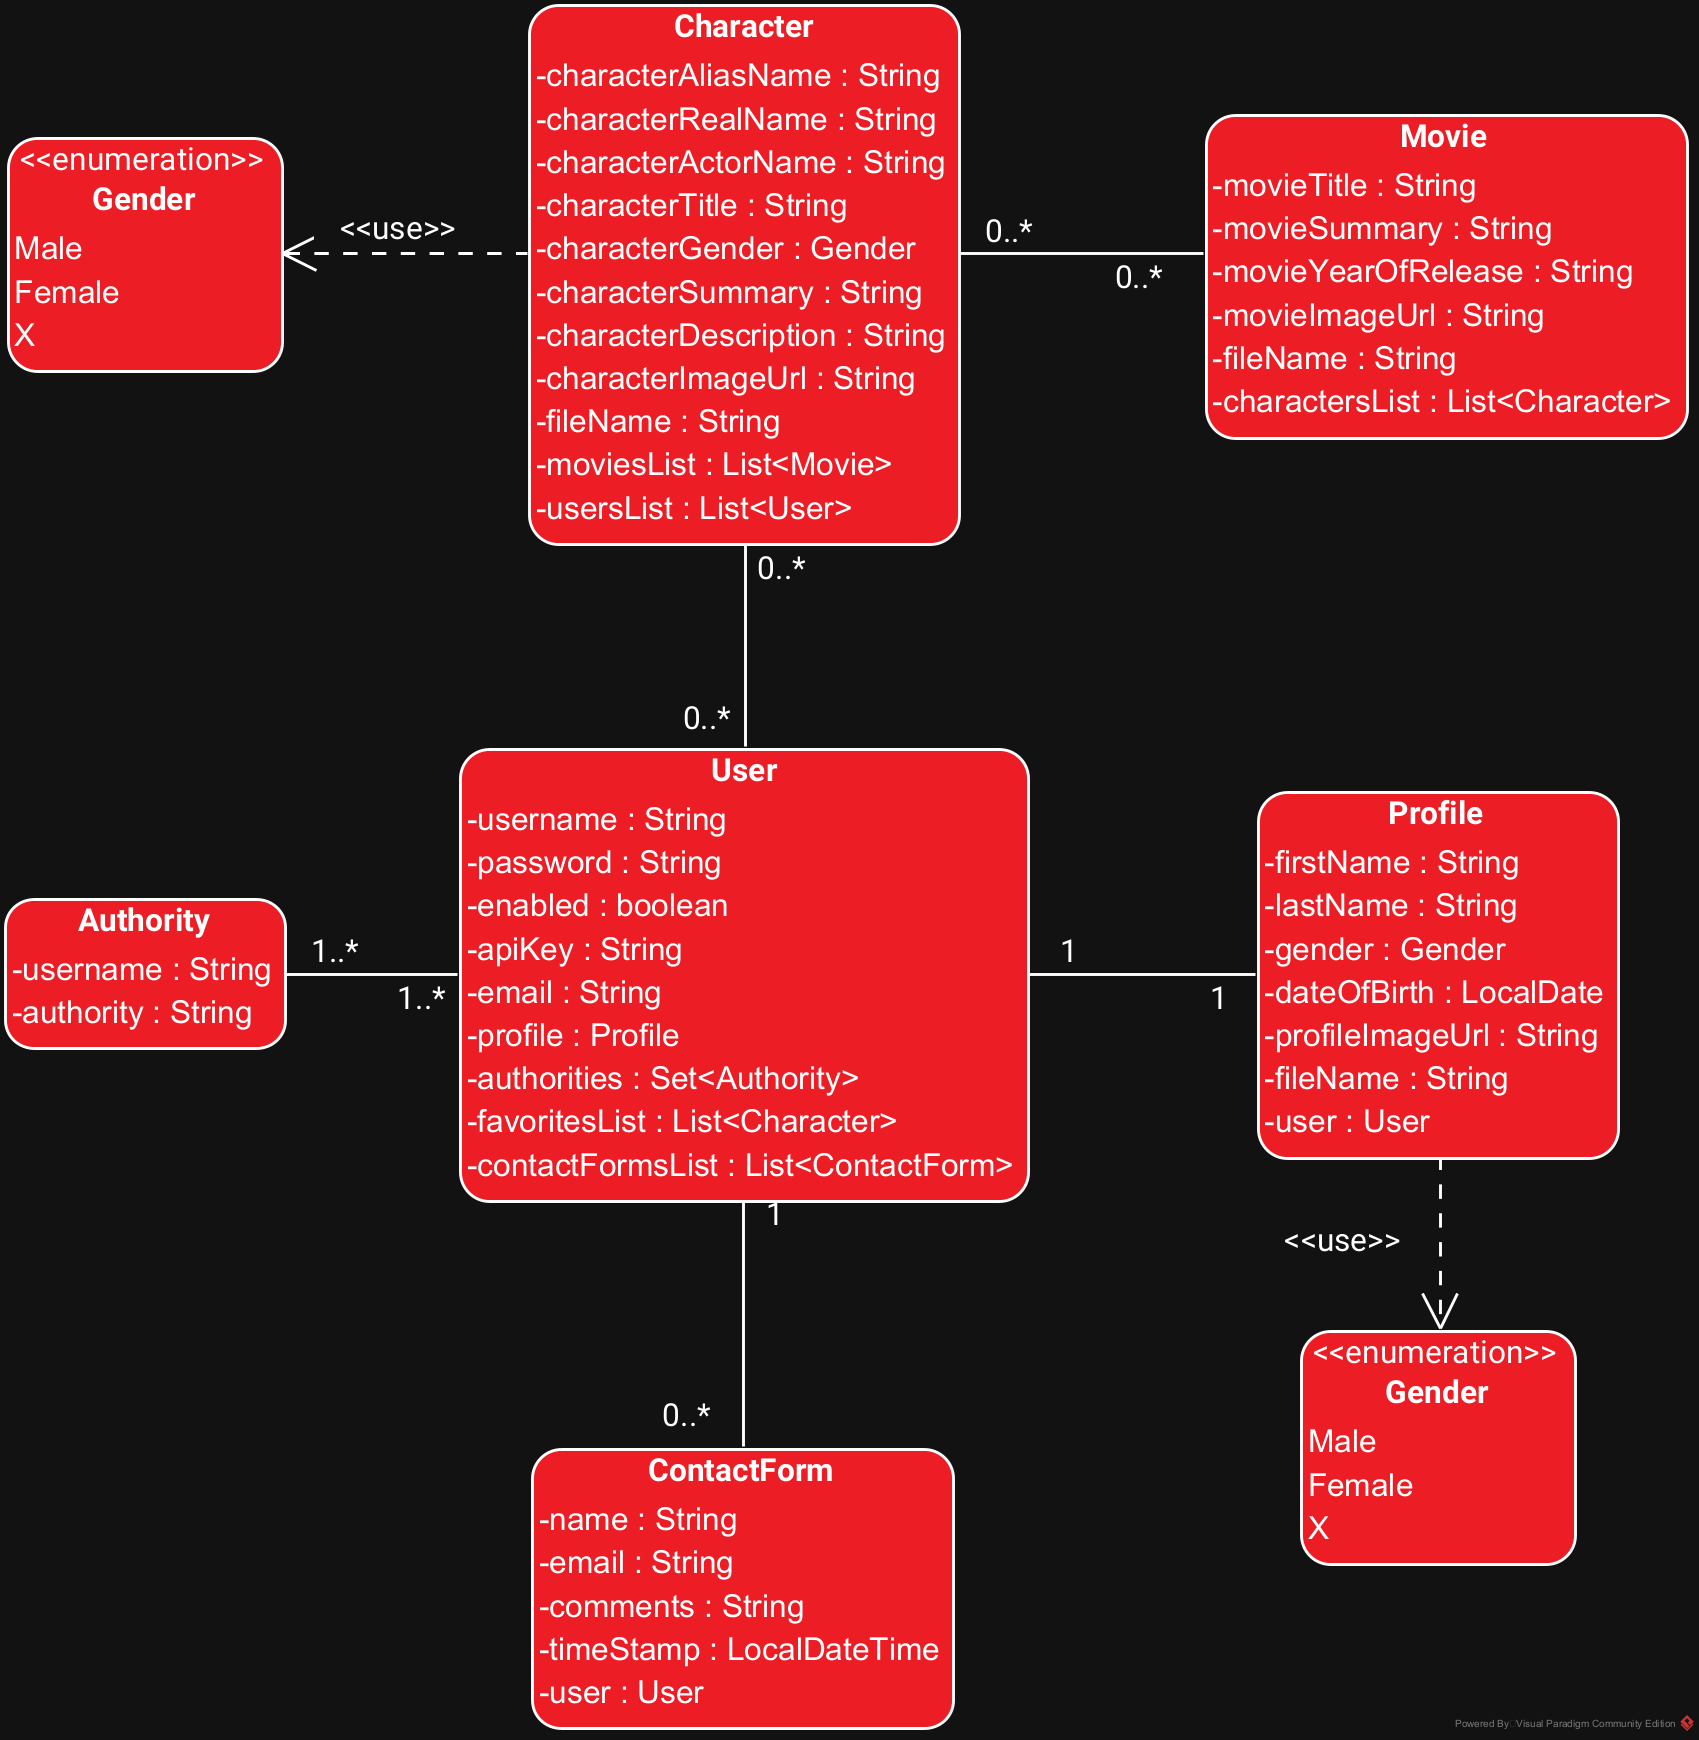 Character
-characterAliasName : String
-characterRealName : String
-characterActorName : String
-characterTitle : String
-characterGender : Gender
-characterSummary : String
-characterDescription : String
-characterImageUrl : String
-fileName : String
-moviesList : List<Movie>
-usersList : List<User>
<<enumeration>>
Gender
Male
Female
X
<<use>>
0..*
0..*
Movie
-movieTitle : String
-movieSummary : String
-movieYearOfRelease : String
-movieImageUrl : String
-fileName : String
-charactersList : List<Character>
0..*
0..*
User
-username : String
-password : String
-enabled : boolean
-apiKey : String
-email : String
-profile : Profile
-authorities : Set<Authority>
-favoritesList : List<Character>
-contactFormsList : List<ContactForm>
Authority
-username : String
-authority : String
1..*
1..*
1
1
Profile
-firstName : String
-lastName : String
-gender : Gender
-dateOfBirth : LocalDate
-profileImageUrl : String
-fileName : String
-user : User
<<use>>
<<enumeration>>
Gender
Male
Female
X
1
0..*
ContactForm
-name : String
-email : String
-comments : String
-timeStamp : LocalDateTime
-user : User
Powered By Visual Paradigm Community Edition